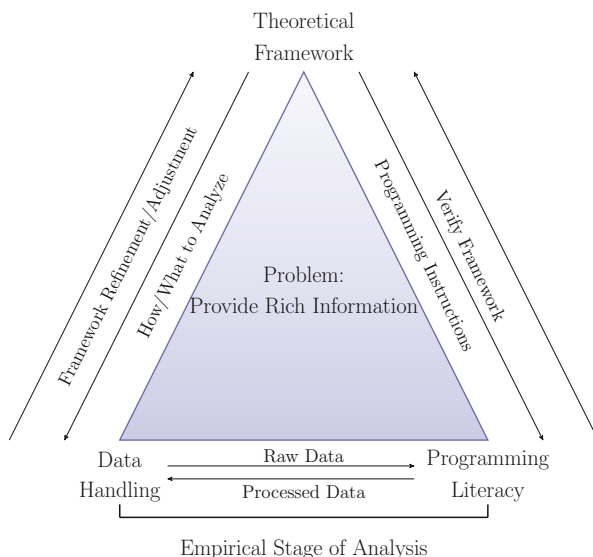 Theoretical
Framework
Framework Refinement/Adjustment
How/What to Analyze
Programming Instructions
Verify Framework
Problem:
Provide Rich Information
Data
Handling
Raw Data
Processed Data
Programming
Literacy
Empirical Stage of Analysis